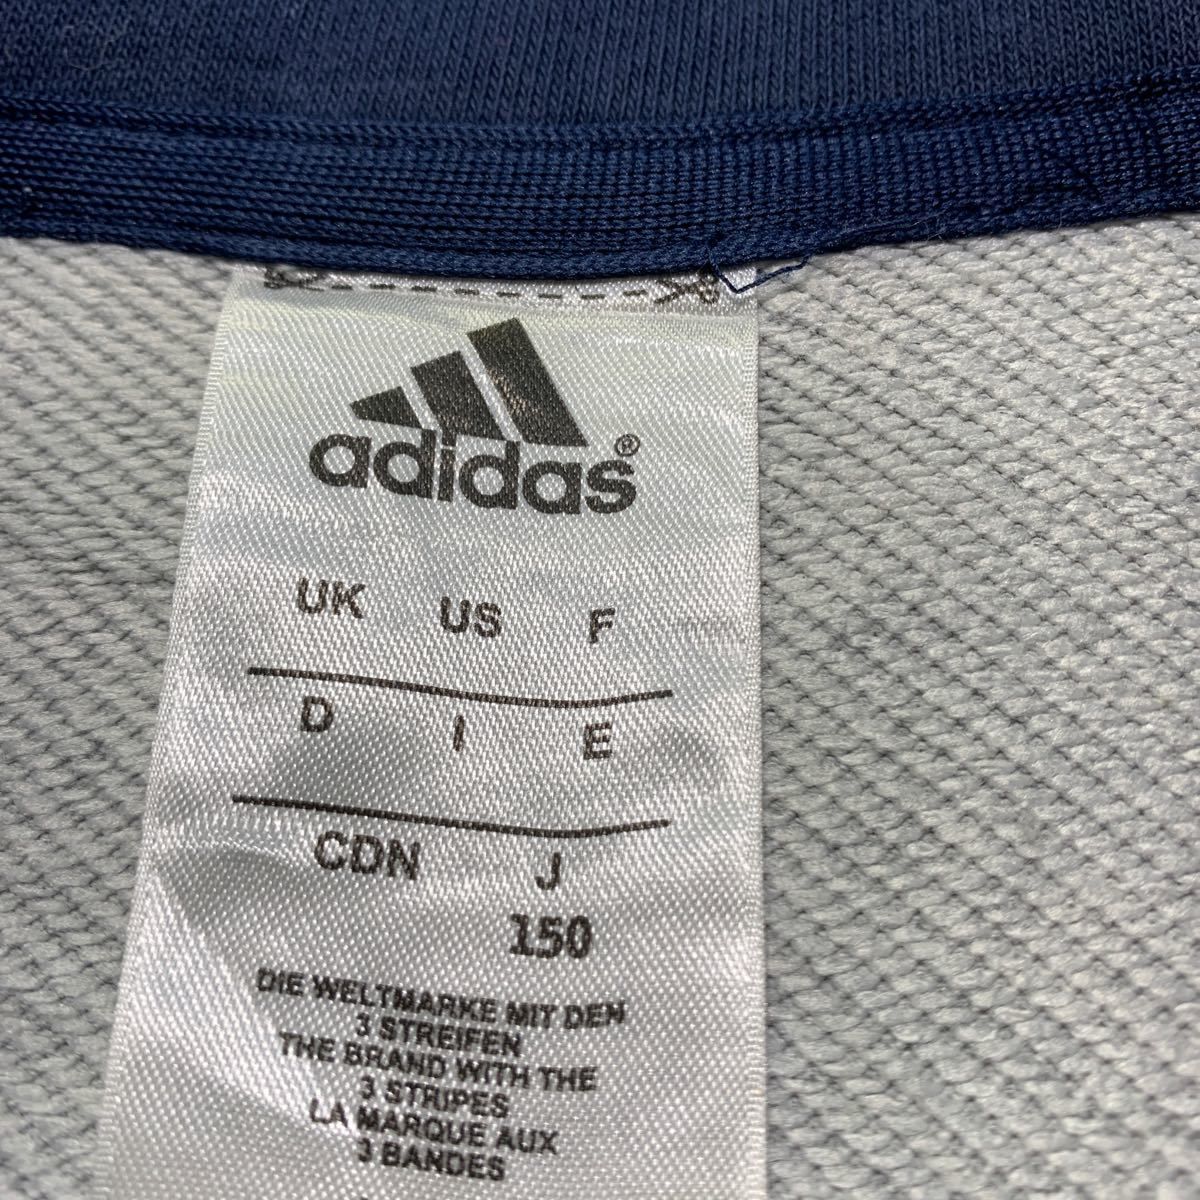 adidas®
UK US F
D I E
CDN J
150
DIE WELTMARKE MIT DEN
3 STREIFEN
THE BRAND WITH THE
3 STRIPES
LA MARQUE AUX
3 BANDES